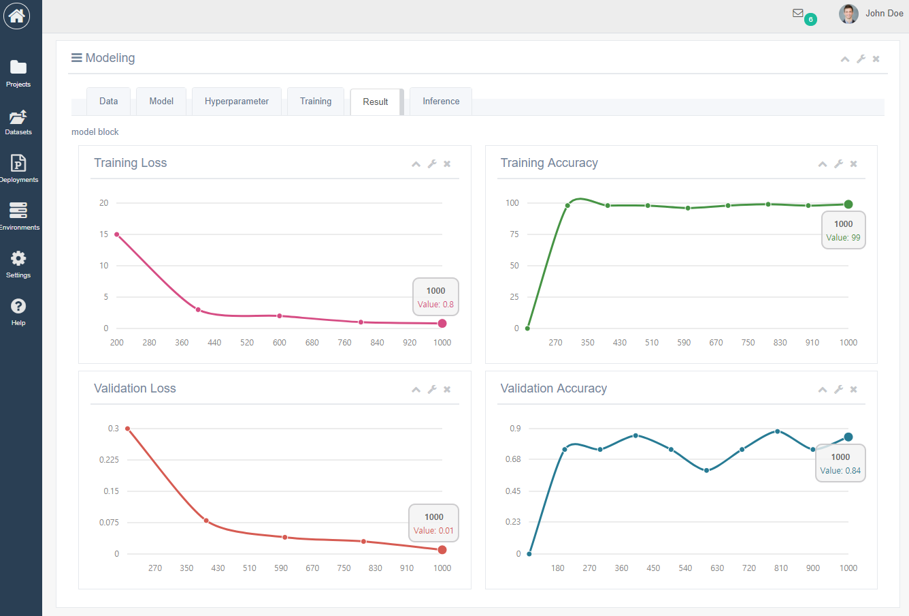 6
John Doe
Projects
Datasets
Deployments
Environments
Settings
Help
Modeling
Data
Model
Hyperparameter
Training
Result
Inference
model block
Training Loss
20
15
10
5
0
200 280 360 440 520 600 680 760 840 920 1000
1000
Value: 0.8
Training Accuracy
100
75
50
25
0
270 350 430 510 590 670 750 830 910 1000
1000
Value: 99
Validation Loss
0.3
0.225
0.15
0.075
0
270 350 430 510 590 670 750 830 910 1000
1000
Value: 0.01
Validation Accuracy
0.9
0.68
0.45
0.23
0
180 270 360 450 540 630 720 810 900 1000
1000
Value: 0.84